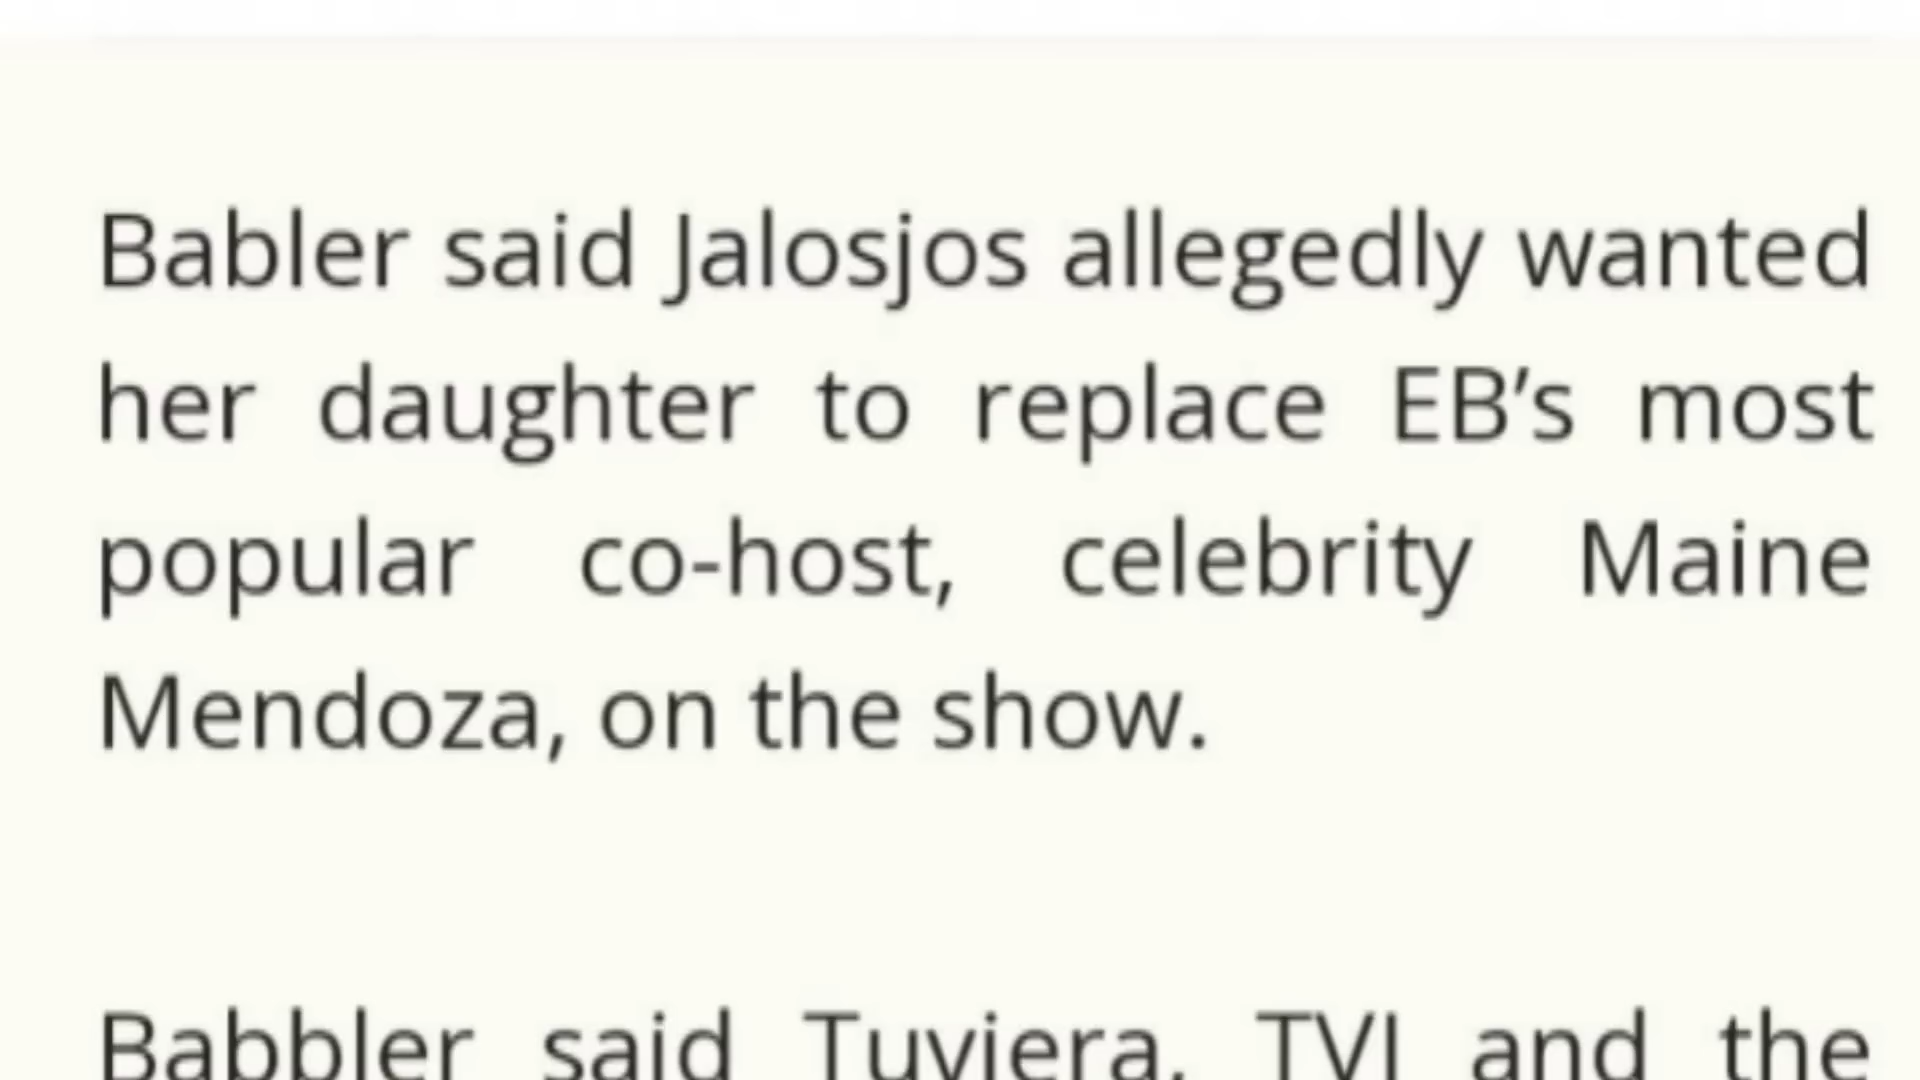 Babler said Jalosjos allegedly wanted
her daughter to replace EB’s most
popular co-host, celebrity Maine
Mendoza, on the show.
Babbler said Tuviera, TVI and the